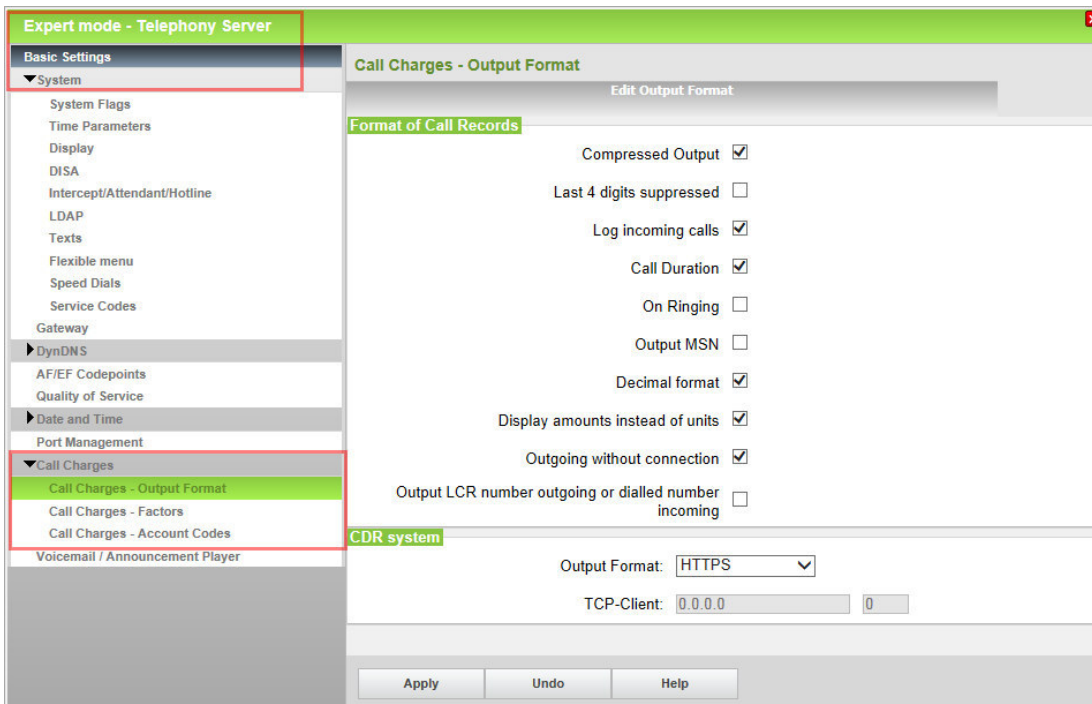 Expert mode - Telephony Server
Basic Settings
System
System Flags
Time Parameters
Display
DISA
Intercept/Attendant/Hotline
LDAP
Texts
Flexible menu
Speed Dials
Service Codes
Gateway
DynDNS
AF/EF Codepoints
Quality of Service
Date and Time
Port Management
Call Charges
Call Charges - Output Format
Call Charges - Factors
Call Charges - Account Codes
Voicemail / Announcement Player
Call Charges - Output Format
Edit Output Format
Format of Call Records
Compressed Output
Last 4 digits suppressed
Log incoming calls
Call Duration
On Ringing
Output MSN
Decimal format
Display amounts instead of units
Outgoing without connection
Output LCR number outgoing or dialled number
incoming
CDR system
Output Format: HTTPS
TCP-Client: 0.0.0.0 0
Apply Undo Help